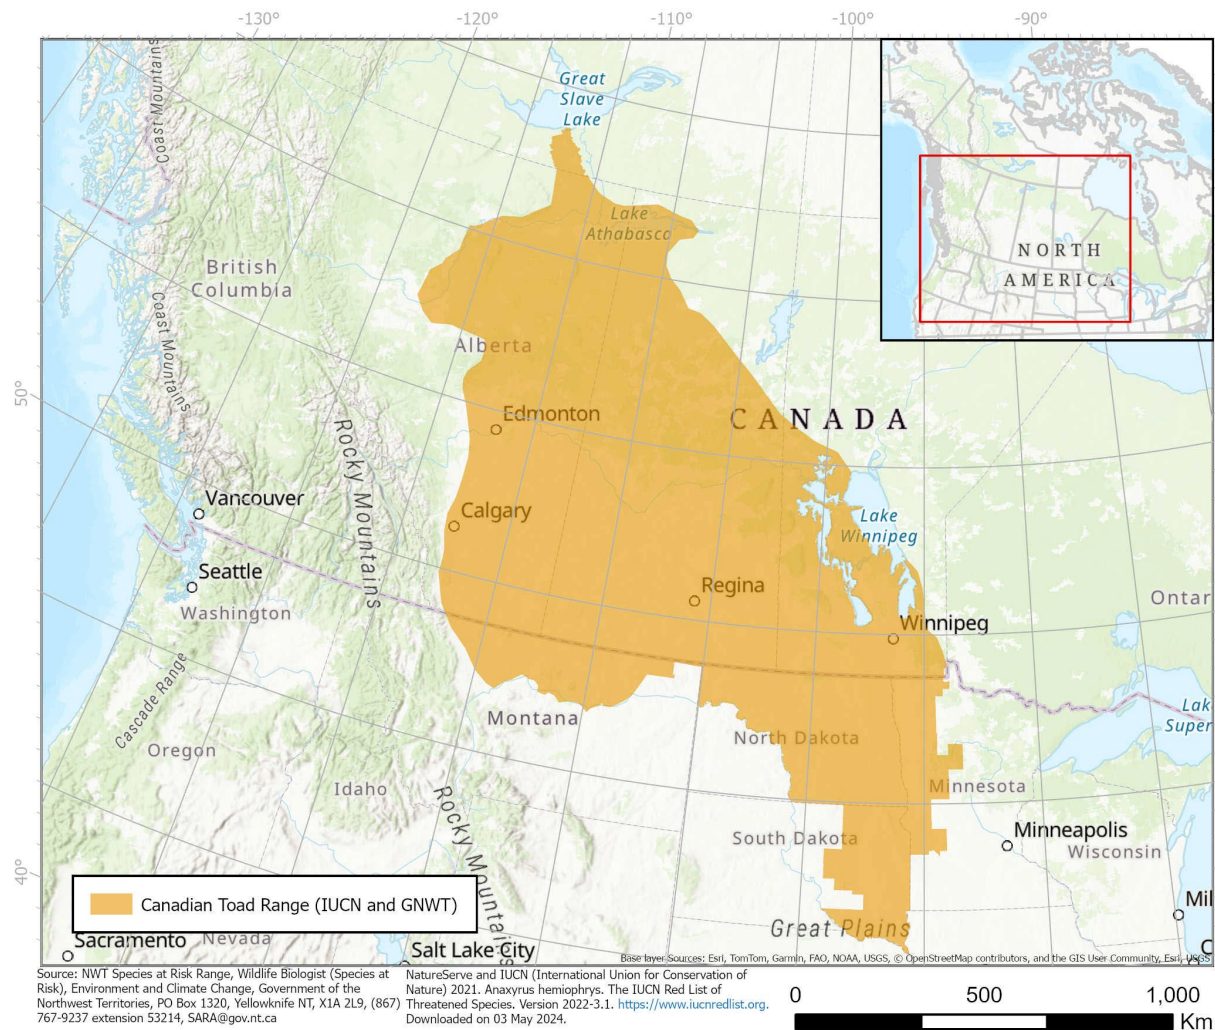 -130°
-120°
-110°
-100°
-90°
50°
40°
Coast Mountains
Great
Slave
Lake
Lake
Athabasca
British
Columbia
Coast Mountains
Alberta
Edmonton
CANADA
Rocky Mountains
Vancouver
Calgary
Lake
Winnipeg
Seattle
Washington
Regina
Winnipeg
Ontar
Cascade Range
Montana
Lak
Super
Oregon
North Dakota
Idaho
Minnesota
Rocky Mountains
South Dakota
Minneapolis
Wisconsin
Great Plains
Mil
Sacramento
Nevada
Salt Lake City
C
NORTH
AMERICA
Canadian Toad Range (IUCN and GNWT)
Base layer Sources: Esri, TomTom, Garmin, FAO, NOAA, USGS, © OpenStreetMap contributors, and the GIS User Community, Esri, USGS
Source: NWT Species at Risk Range, Wildlife Biologist (Species at
Risk), Environment and Climate Change, Government of the
Northwest Territories, PO Box 1320, Yellowknife NT, X1A 2L9, (867)
767-9237 extension 53214, SARA@gov.nt.ca
NatureServe and IUCN (International Union for Conservation of
Nature) 2021. Anaxyrus hemiophrys. The IUCN Red List of
Threatened Species. Version 2022-3.1. https://www.iucnredlist.org.
Downloaded on 03 May 2024.
0 500 1,000
Km